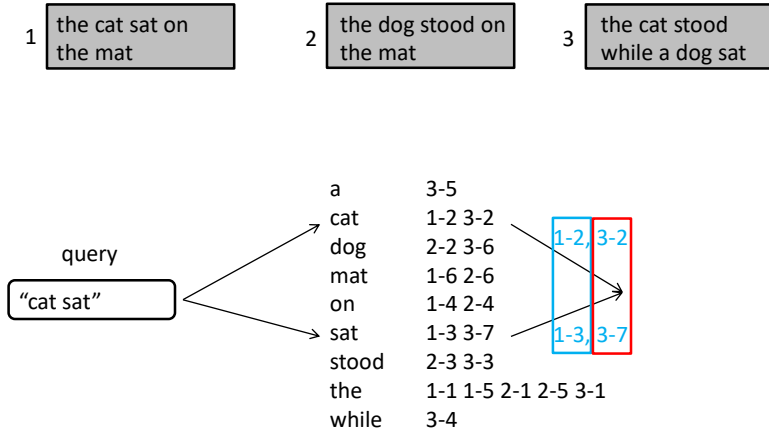 1
the cat sat on
the mat
2
the dog stood on
the mat
3
the cat stood
while a dog sat
query
“cat sat”
a 3-5
cat 1-2 3-2
dog 2-2 3-6
mat 1-6 2-6
on 1-4 2-4
sat 1-3 3-7
stood 2-3 3-3
the 1-1 1-5 2-1 2-5 3-1
while 3-4
1-2, 3-2
1-3, 3-7